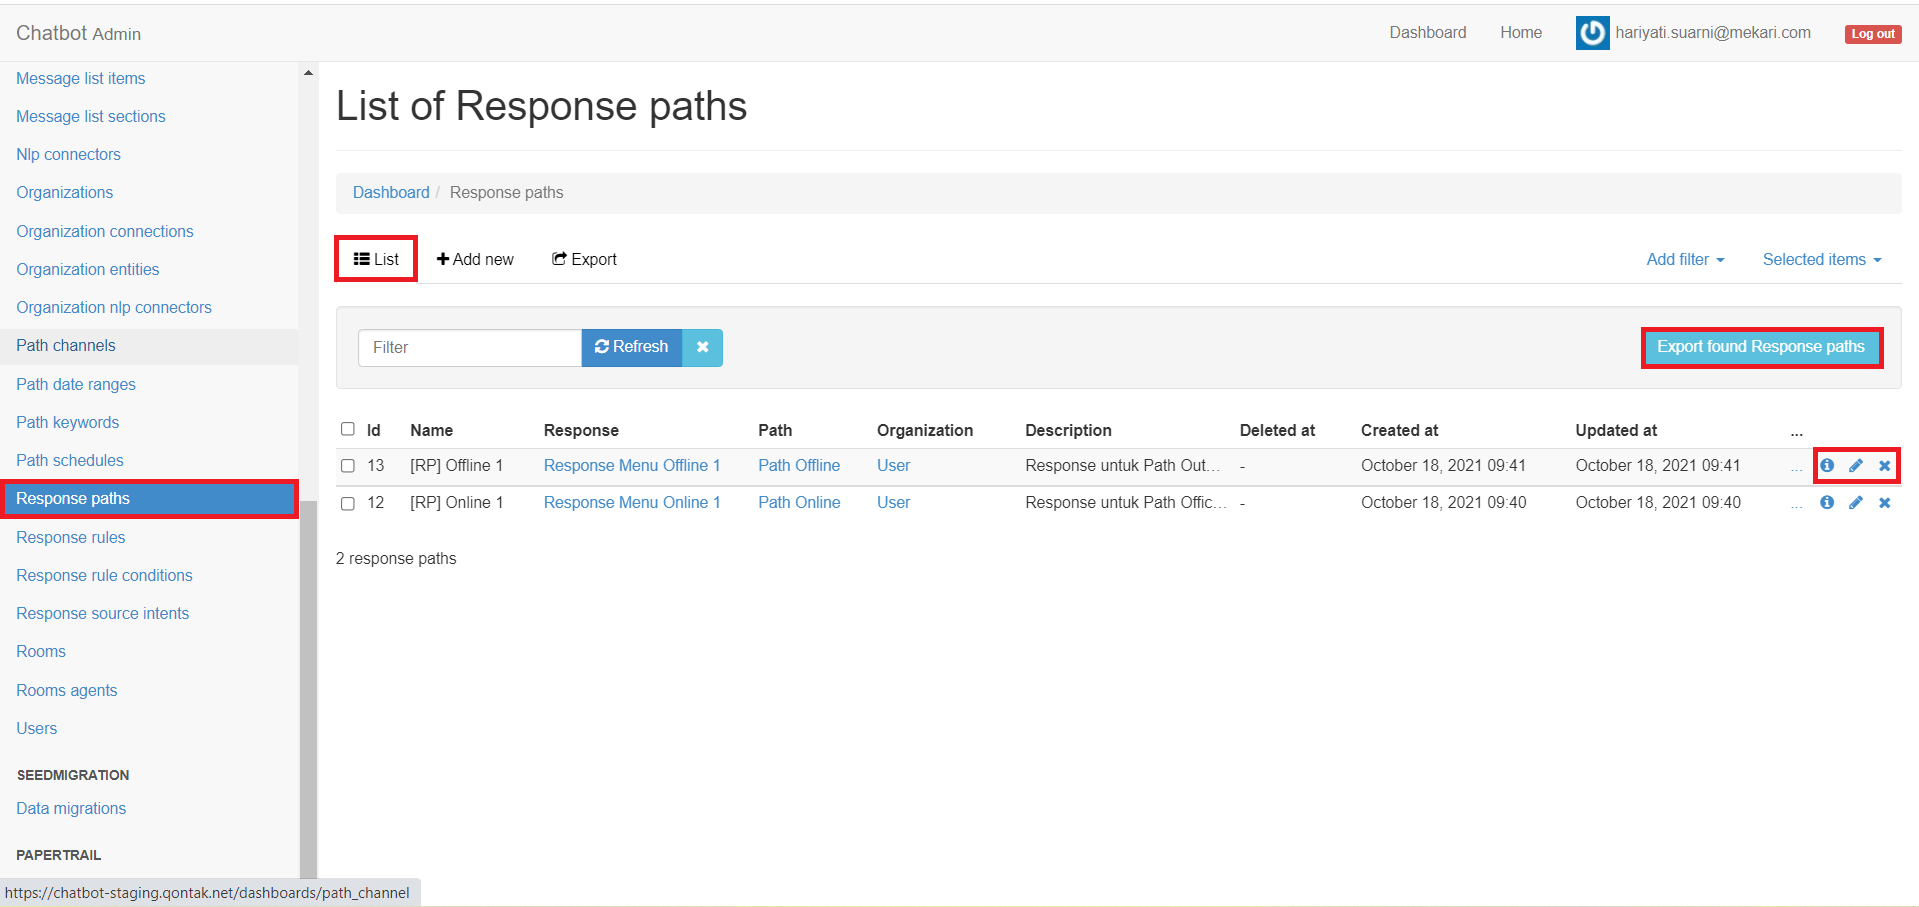 Chatbot Admin
Dashboard
Home
hariyati.suarni@mekari.com
Log out
Message list items
Message list sections
Nlp connectors
Organizations
Organization connections
Organization entities
Organization nlp connectors
Path channels
Path date ranges
Path keywords
Path schedules
Response paths
Response rules
Response rule conditions
Response source intents
Rooms
Rooms agents
Users
SEEDMIGRATION
Data migrations
PAPERTRAIL
https://chatbot-staging.qontak.net/dashboards/path_channel
List of Response paths
Dashboard / Response paths
List
Add new
Export
Add filter
Selected items
Filter
Refresh
Export found Response paths
Id Name Response Path Organization Description Deleted at Created at Updated at ...
13 [RP] Offline 1 Response Menu Offline 1 Path Offline User Response untuk Path Out... - October 18, 2021 09:41 October 18, 2021 09:41 ...
12 [RP] Online 1 Response Menu Online 1 Path Online User Response untuk Path Offic... - October 18, 2021 09:40 October 18, 2021 09:40 ...
2 response paths